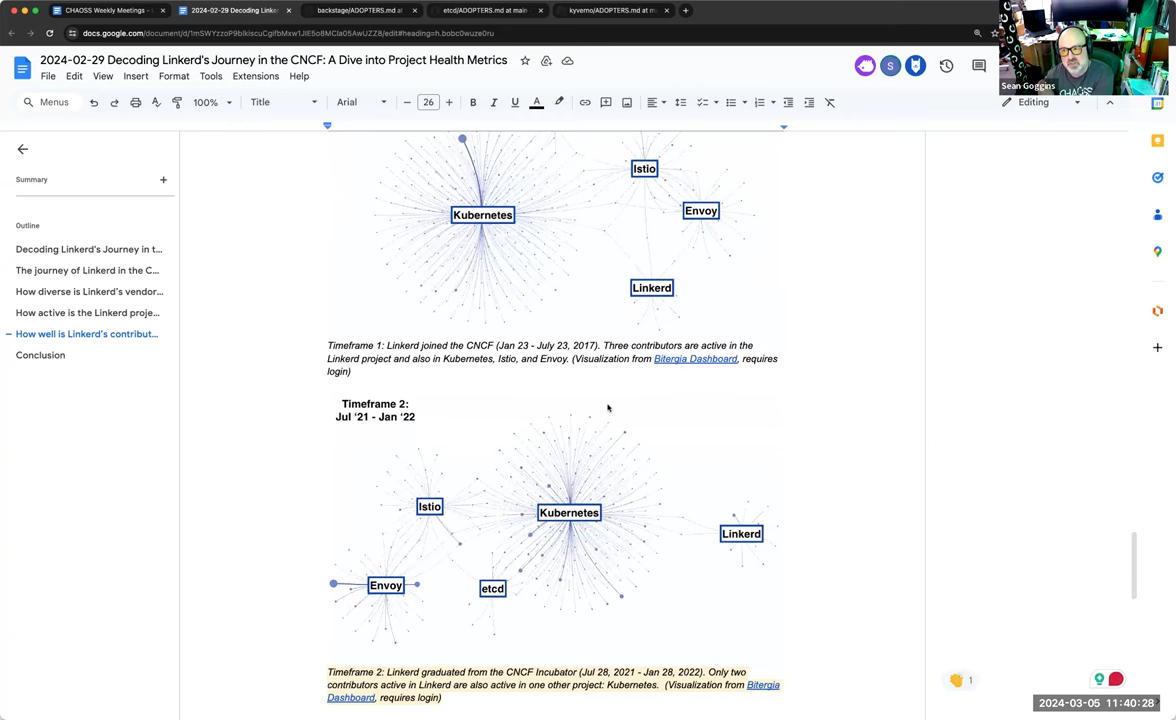 CHAOSS Weekly Meetings -
2024-02-29 Decoding Linke
backstage/ADOPTERS.md at
etcd/ADOPTERS.md at main
kyverno/ADOPTERS.md at m
docs.google.com/document/d/1mSWYzzoP9blkiscuCgifbMxw1JIE5o8MCla05AwUZZ8/edit#heading=h.bobc0wuze0ru
Sean Goggins
2024-02-29 Decoding Linkerd's Journey in the CNCF: A Dive into Project Health Metrics
File Edit View Insert Format Tools Extensions Help
Menus
100%
Title
Arial
26
B I U A
Editing
Summary
Outline
Decoding Linkerd's Journey in t...
The journey of Linkerd in the C...
How diverse is Linkerd's vendor...
How active is the Linkerd proje...
How well is Linkerd's contribut...
Conclusion
Istio
Kubernetes
Envoy
Linkerd
Timeframe 1: Linkerd joined the CNCF (Jan 23 - July 23, 2017). Three contributors are active in the
Linkerd project and also in Kubernetes, Istio, and Envoy. (Visualization from Bitergia Dashboard, requires
login)
Timeframe 2:
Jul '21 - Jan '22
Istio
Kubernetes
Linkerd
Envoy
etcd
Timeframe 2: Linkerd graduated from the CNCF Incubator (Jul 28, 2021 - Jan 28, 2022). Only two
contributors active in Linkerd are also active in one other project: Kubernetes. (Visualization from Bitergia
Dashboard, requires login)
1
2024-03-05 11:40:28